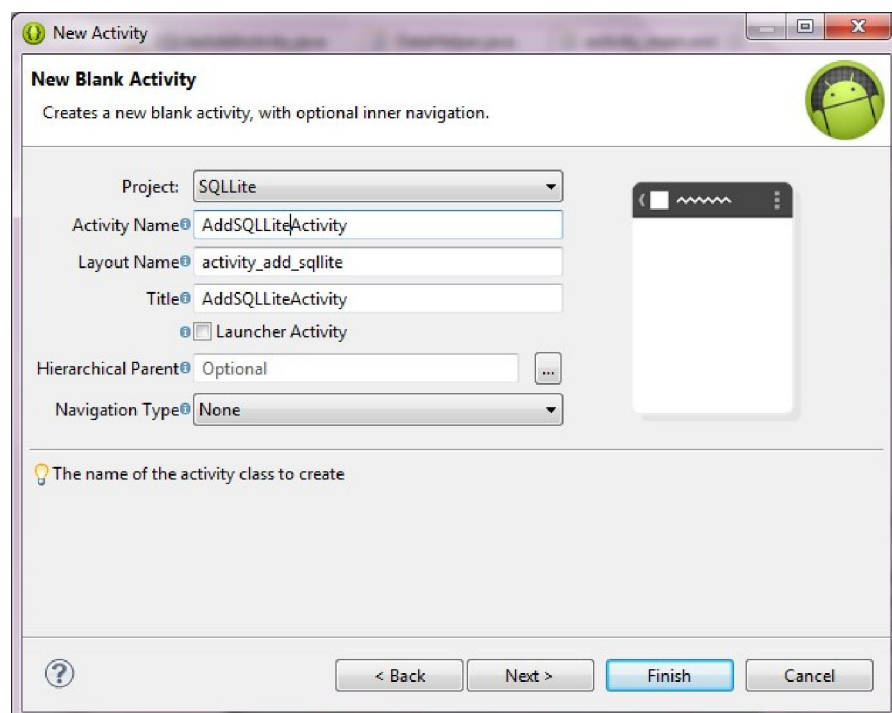 New Activity
New Blank Activity
Creates a new blank activity, with optional inner navigation.
Project: SQLLite
Activity Name AddSQLLiteActivity
Layout Name activity_add_sqllite
Title AddSQLLiteActivity
Launcher Activity
Hierarchical Parent Optional ...
Navigation Type None
The name of the activity class to create
? < Back Next > Finish Cancel